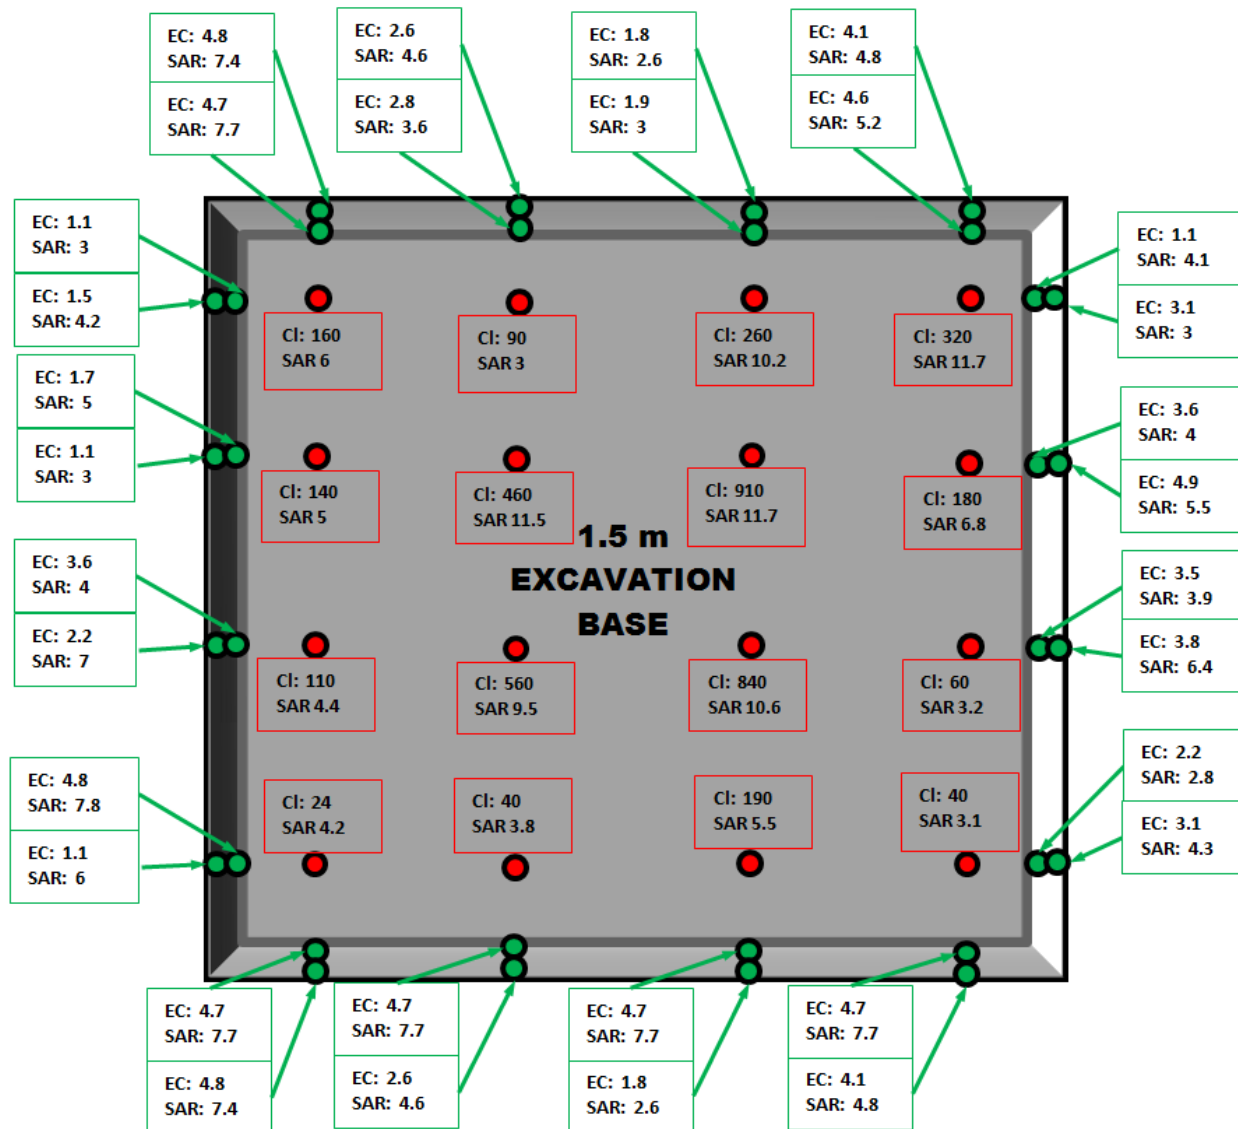 EC: 4.8
SAR: 7.4
EC: 4.7
SAR: 7.7
EC: 2.6
SAR: 4.6
EC: 2.8
SAR: 3.6
EC: 1.8
SAR: 2.6
EC: 1.9
SAR: 3
EC: 4.1
SAR: 4.8
EC: 4.6
SAR: 5.2
EC: 1.1
SAR: 3
EC: 1.5
SAR: 4.2
EC: 1.7
SAR: 5
EC: 1.1
SAR: 3
EC: 3.6
SAR: 4
EC: 2.2
SAR: 7
EC: 4.8
SAR: 7.8
EC: 1.1
SAR: 6
Cl: 160
SAR 6
Cl: 90
SAR 3
Cl: 260
SAR 10.2
Cl: 320
SAR 11.7
Cl: 140
SAR 5
Cl: 460
SAR 11.5
Cl: 910
SAR 11.7
Cl: 180
SAR 6.8
1.5 m
EXCAVATION
BASE
Cl: 110
SAR 4.4
Cl: 560
SAR 9.5
Cl: 840
SAR 10.6
Cl: 60
SAR 3.2
Cl: 24
SAR 4.2
Cl: 40
SAR 3.8
Cl: 190
SAR 5.5
Cl: 40
SAR 3.1
EC: 1.1
SAR: 4.1
EC: 3.1
SAR: 3
EC: 3.6
SAR: 4
EC: 4.9
SAR: 5.5
EC: 3.5
SAR: 3.9
EC: 3.8
SAR: 6.4
EC: 2.2
SAR: 2.8
EC: 3.1
SAR: 4.3
EC: 4.7
SAR: 7.7
EC: 4.8
SAR: 7.4
EC: 4.7
SAR: 7.7
EC: 2.6
SAR: 4.6
EC: 4.7
SAR: 7.7
EC: 1.8
SAR: 2.6
EC: 4.7
SAR: 7.7
EC: 4.1
SAR: 4.8